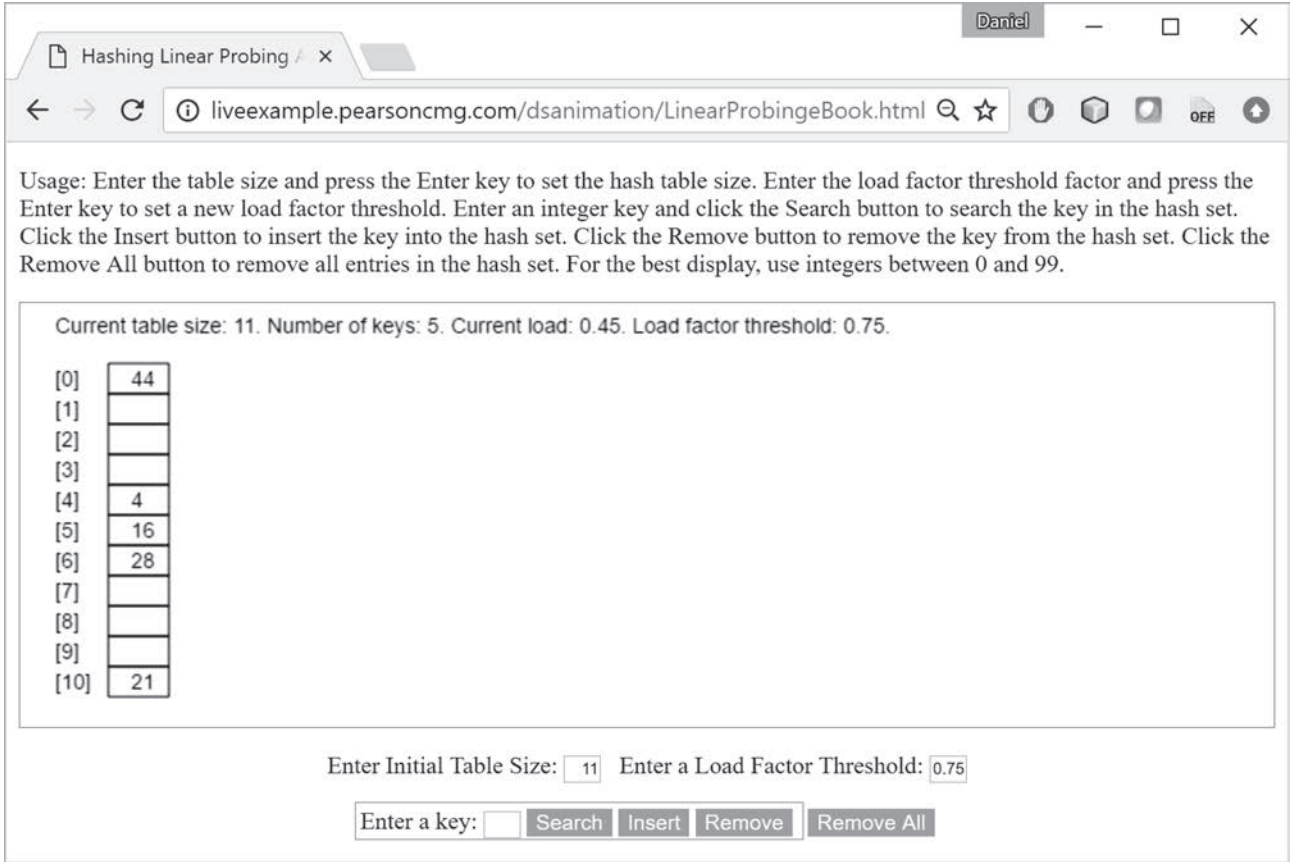 Daniel
Hashing Linear Probing A
liveexample.pearsoncmg.com/dsanimation/LinearProbingeBook.html
OFF
Usage: Enter the table size and press the Enter key to set the hash table size. Enter the load factor threshold factor and press the
Enter key to set a new load factor threshold. Enter an integer key and click the Search button to search the key in the hash set.
Click the Insert button to insert the key into the hash set. Click the Remove button to remove the key from the hash set. Click the
Remove All button to remove all entries in the hash set. For the best display, use integers between 0 and 99.
Current table size: 11. Number of keys: 5. Current load: 0.45. Load factor threshold: 0.75.
[0] 44
[1]
[2]
[3]
[4] 4
[5] 16
[6] 28
[7]
[8]
[9]
[10] 21
Enter Initial Table Size: 11 Enter a Load Factor Threshold: 0.75
Enter a key: Search Insert Remove Remove All